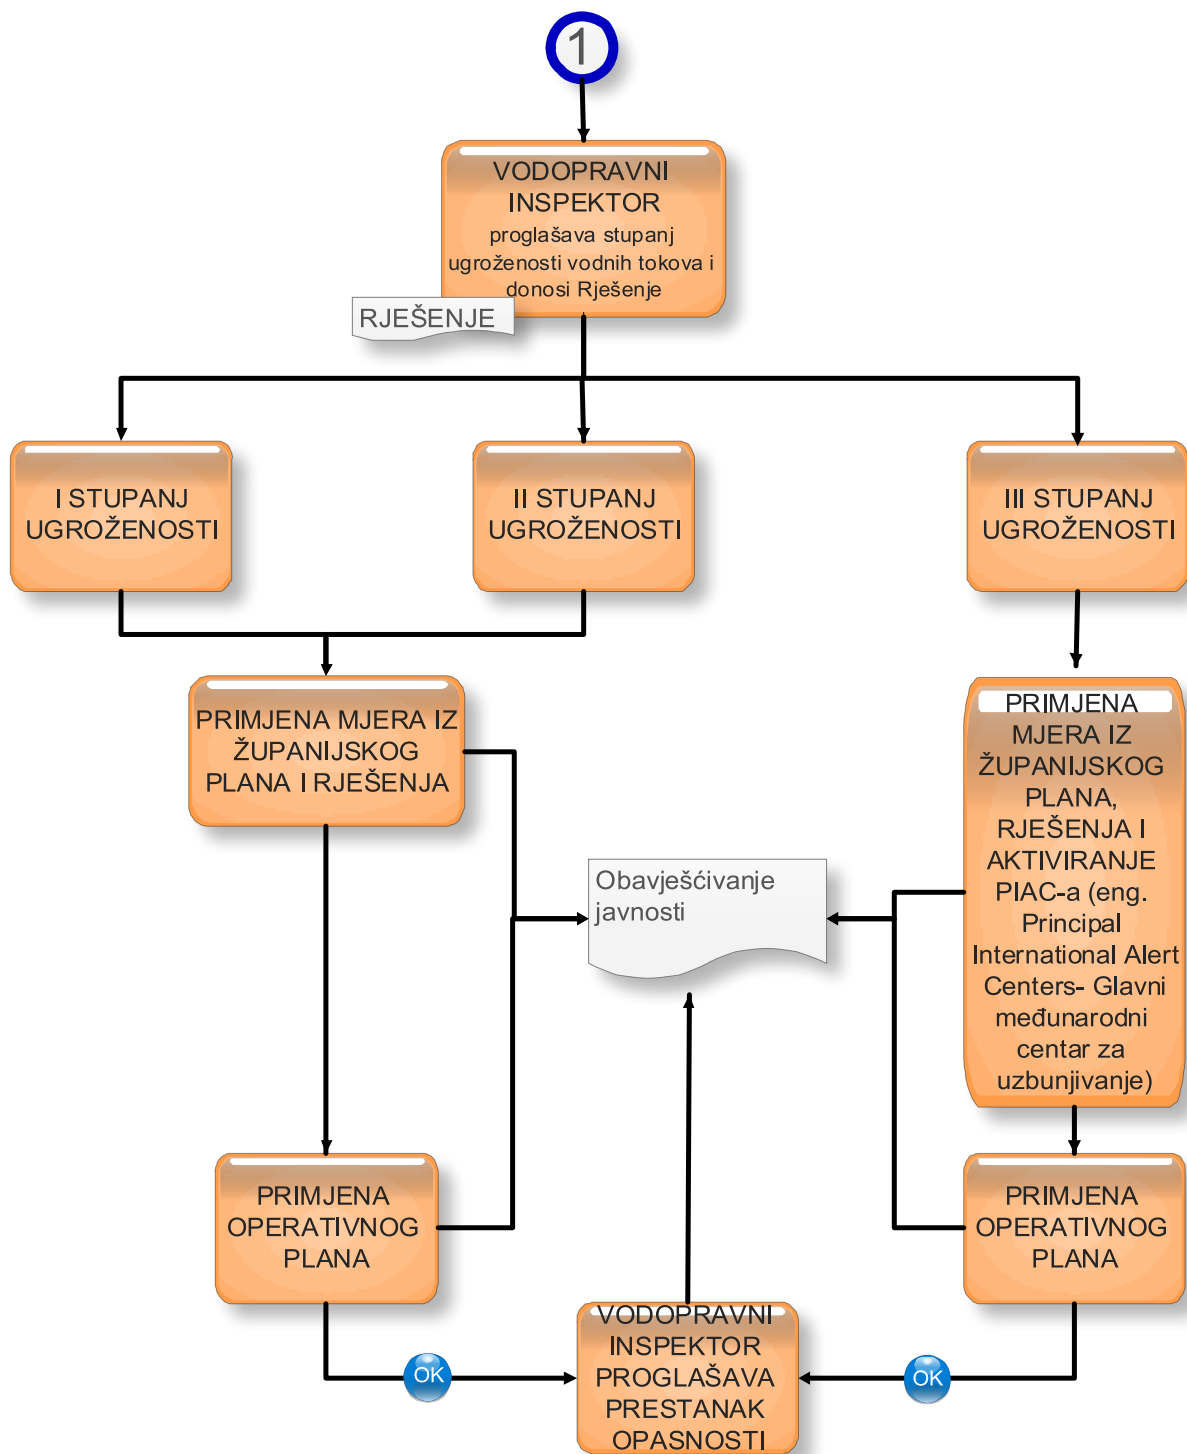 1
VODOPRAVNI
INSPEKTOR
proglašava stupanj
ugroženosti vodnih tokova i
donosi Rješenje
RJEŠENJE
I STUPANJ
UGROŽENOSTI
II STUPANJ
UGROŽENOSTI
III STUPANJ
UGROŽENOSTI
PRIMJENA MJERA IZ
ŽUPANIJSKOG
PLANA I RJEŠENJA
PRIMJENA
MJERA IZ
ŽUPANIJSKOG
PLANA,
RJEŠENJA I
AKTIVIRANJE
PIAC-a (eng.
Principal
International Alert
Centers- Glavni
međunarodni
centar za
uzbunjivanje)
Obavješćivanje
javnosti
PRIMJENA
OPERATIVNOG
PLANA
PRIMJENA
OPERATIVNOG
PLANA
OK
VODOPRAVNI
INSPEKTOR
PROGLAŠAVA
PRESTANAK
OPASNOSTI
OK